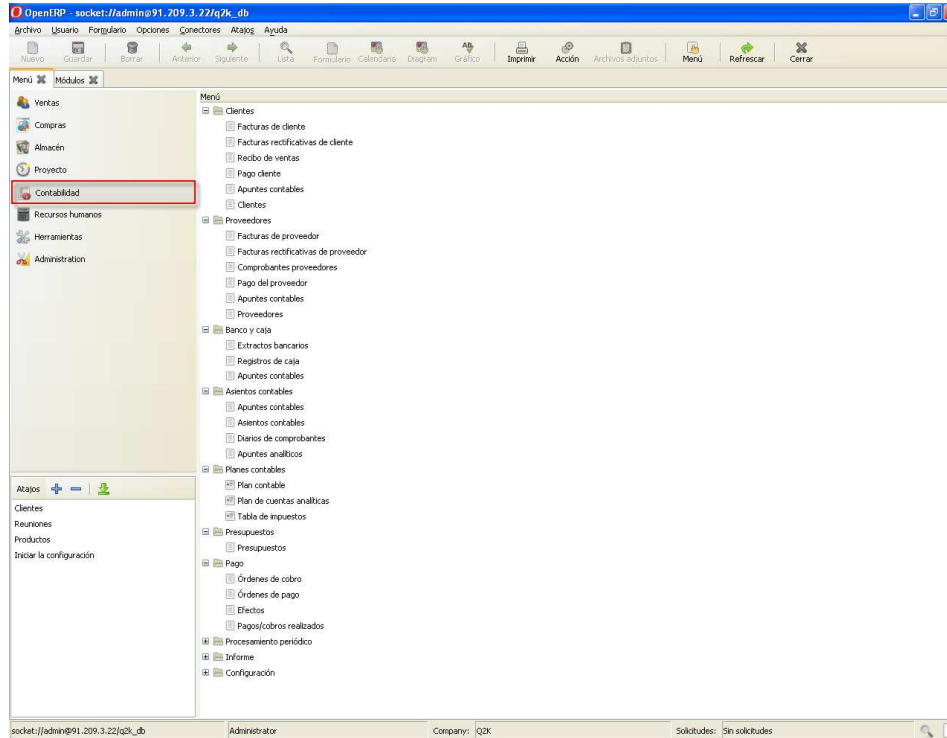 OpenERP - socket://admin@91.209.3.22/q2k_db
Archivo Usuario Formulario Opciones Conectores Atajos Ayuda
Nuevo Guardar Borrar Anterior Siguiente Lista Formulario Calendario Diagram Gráfico Imprimir Acción Archivos adjuntos Menú Refrescar Cerrar
Menú Módulos
Ventas
Compras
Almacén
Proyecto
Contabilidad
Recursos humanos
Herramientas
Administration
Atajos
Clientes
Reuniones
Productos
Iniciar la configuración
Menú
Clientes
Facturas de cliente
Facturas rectificativas de cliente
Recibo de ventas
Pago cliente
Apuntes contables
Clientes
Proveedores
Facturas de proveedor
Facturas rectificativas de proveedor
Comprobantes proveedores
Pago del proveedor
Apuntes contables
Proveedores
Banco y caja
Extractos bancarios
Registros de caja
Apuntes contables
Asientos contables
Apuntes contables
Asientos contables
Diarios de comprobantes
Apuntes analíticos
Planes contables
Plan contable
Plan de cuentas analíticas
Tabla de impuestos
Presupuestos
Presupuestos
Pago
Órdenes de cobro
Órdenes de pago
Efectos
Pagos/cobros realizados
Procesamiento periódico
Informe
Configuración
socket://admin@91.209.3.22/q2k_db Administrator Company: Q2K Solicitudes: Sin solicitudes